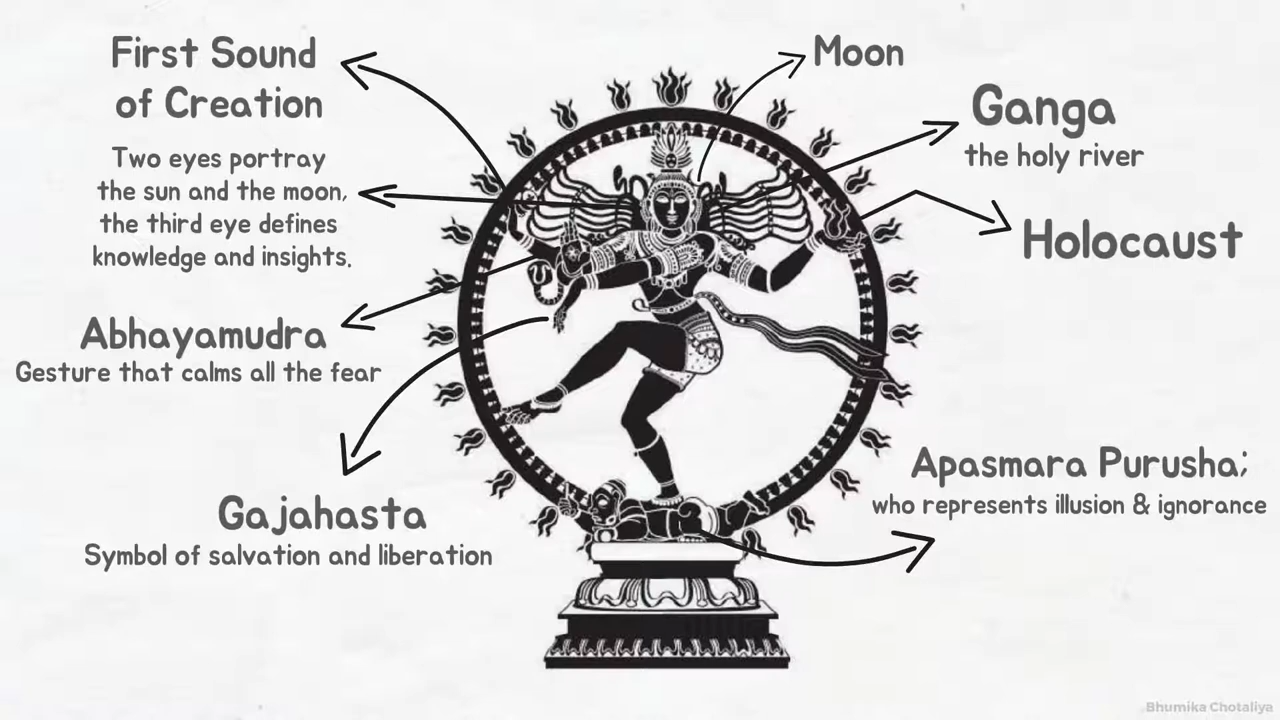 First Sound
of Creation
Two eyes portray
the sun and the moon,
the third eye defines
knowledge and insights.
Abhayamudra
Gesture that calms all the fear
Gajahasta
Symbol of salvation and liberation
Moon
Ganga
the holy river
Holocaust
Apasmara Purusha;
who represents illusion & ignorance
Bhumika Chotaliya